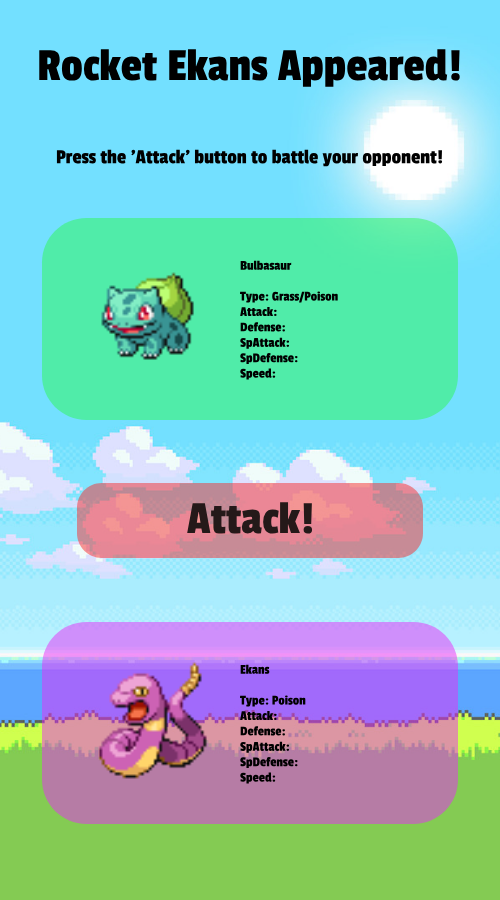 Rocket Ekans Appeared!
Press the 'Attack' button to battle your opponent!
Bulbasaur
Type: Grass/Poison
Attack:
Defense:
SpAttack:
SpDefense:
Speed:
Attack!
Ekans
Type: Poison
Attack:
Defense:
SpAttack:
SpDefense:
Speed: